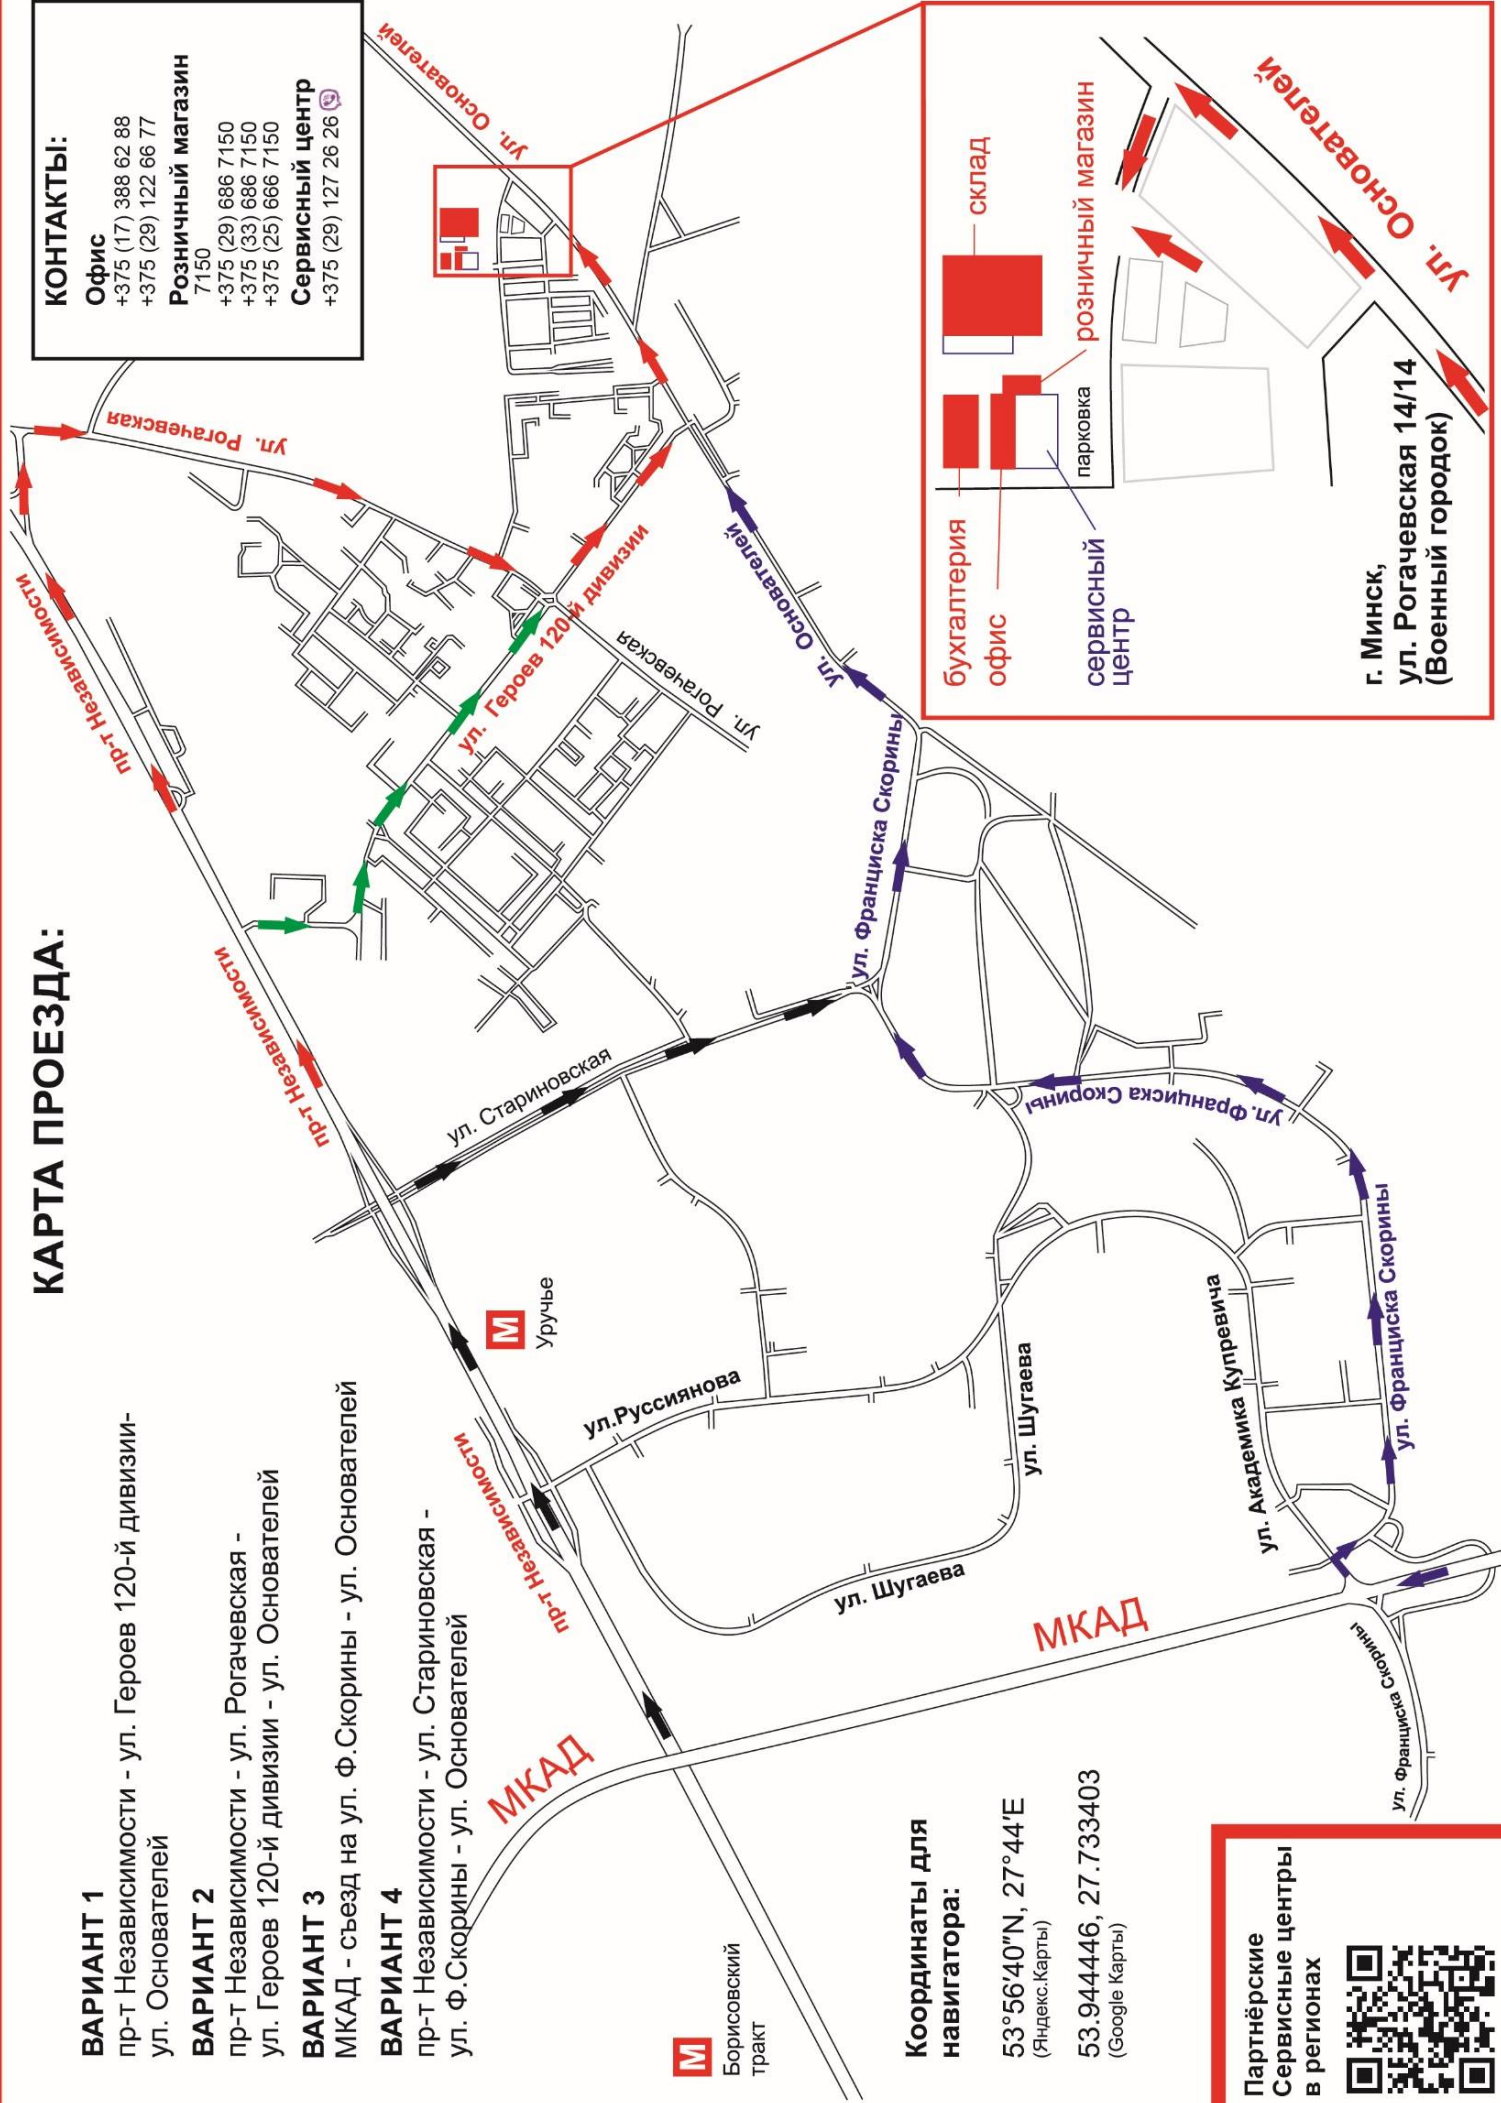 КАРТА ПРОЕЗДА:
ВАРИАНТ 1
пр-т Независимости - ул. Героев 120-й дивизии-
ул. Основателей
ВАРИАНТ 2
пр-т Независимости - ул. Рогачевская -
ул. Героев 120-й дивизии - ул. Основателей
ВАРИАНТ 3
МКАД - съезд на ул. Ф.Скорины - ул. Основателей
ВАРИАНТ 4
пр-т Независимости - ул. Стариновская -
ул. Ф.Скорины - ул. Основателей
КОНТАКТЫ:
Офис
+375 (17) 388 62 88
+375 (29) 122 66 77
Розничный магазин
7150
+375 (29) 686 7150
+375 (33) 686 7150
+375 (25) 666 7150
Сервисный центр
+375 (29) 127 26 26
пр-т Независимости
пр-т Независимости
пр-т Независимости
ул. Рогачевская
ул. Рогачевская
ул. Героев 120-й дивизии
ул. Основателей
ул. Основателей
ул. Стариновская
М
Уручье
ул.Руссиянова
ул. Шугаева
ул. Шугаева
ул. Академика Купревича
ул. Франциска Скорины
ул. Франциска Скорины
ул. Франциска Скорины
ул. Франциска Скорины
МКАД
МКАД
М
Борисовский
тракт
Координаты для
навигатора:
53°56'40"N, 27°44'E
(Яндекс.Карты)
53.944446, 27.733403
(Google Карты)
Партнёрские
Сервисные центры
в регионах
бухгалтерия
офис
сервисный
центр
склад
розничный магазин
парковка
ул. Основателей
г. Минск,
ул. Рогачевская 14/14
(Военный городок)